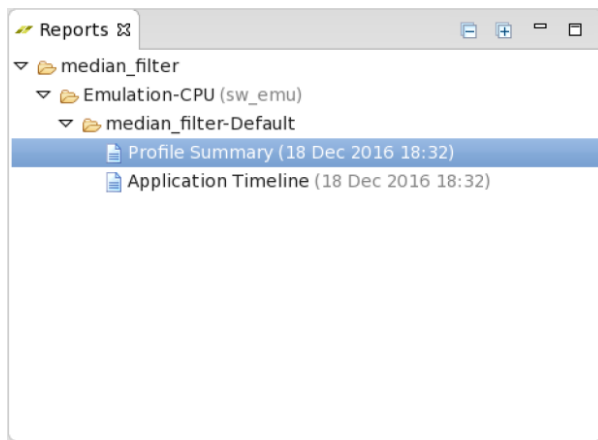 Reports
median_filter
Emulation-CPU (sw_emu)
median_filter-Default
Profile Summary (18 Dec 2016 18:32)
Application Timeline (18 Dec 2016 18:32)